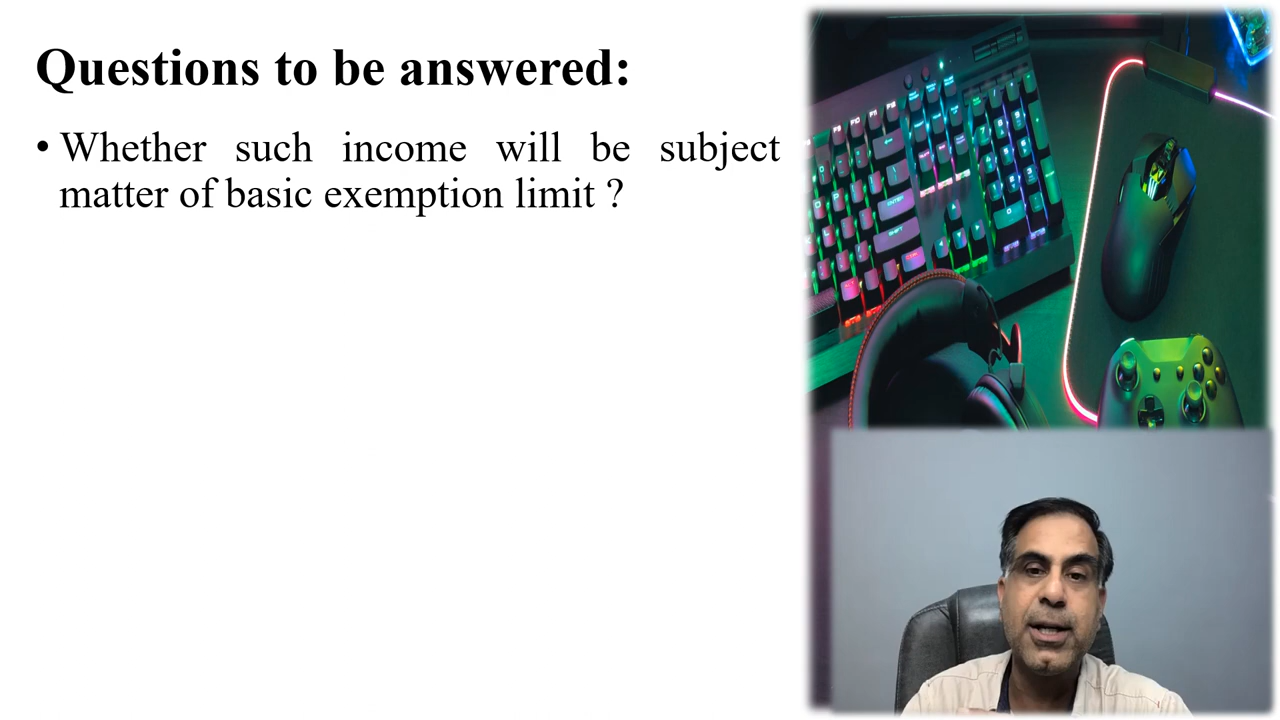 Questions to be answered:
• Whether such income will be subject
matter of basic exemption limit ?